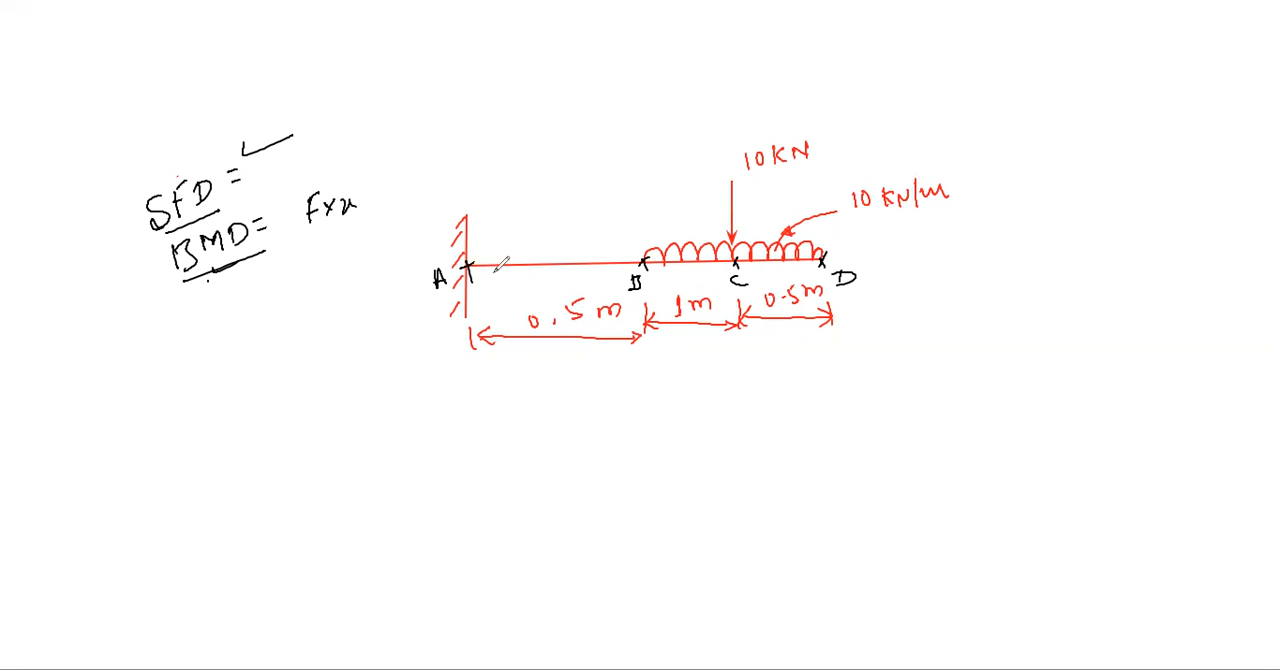 SFD =
BMD = F×x
10 KN
10 KN/m
A
B
C
D
0.5 m
1m
0.5m